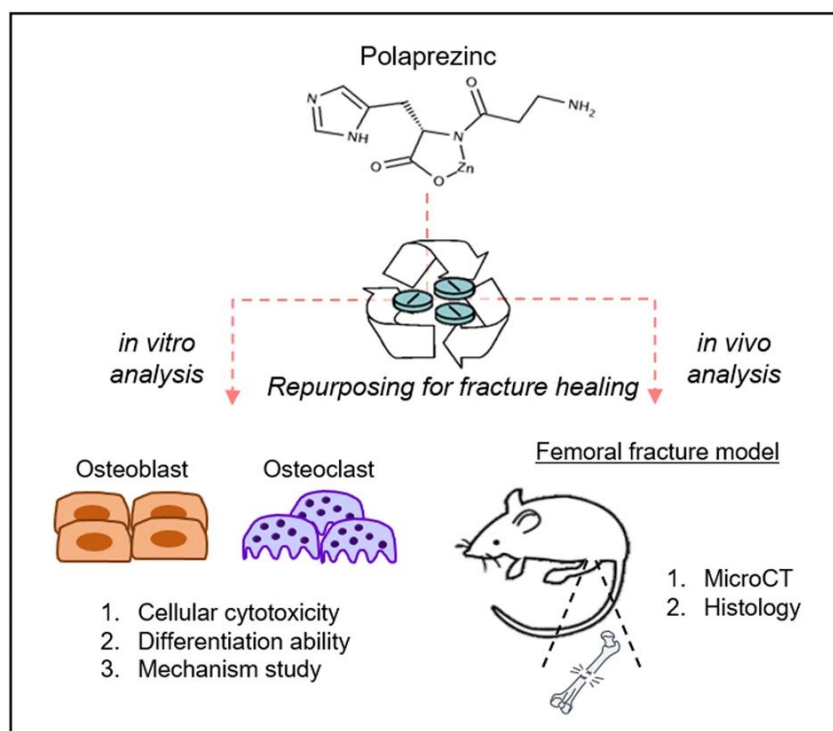 Polaprezinc
O
NH2
N
NH
N
O
O
Zn
in vitro
analysis
in vivo
analysis
Repurposing for fracture healing
Osteoblast
Osteoclast
1. Cellular cytotoxicity
2. Differentiation ability
3. Mechanism study
Femoral fracture model
1. MicroCT
2. Histology